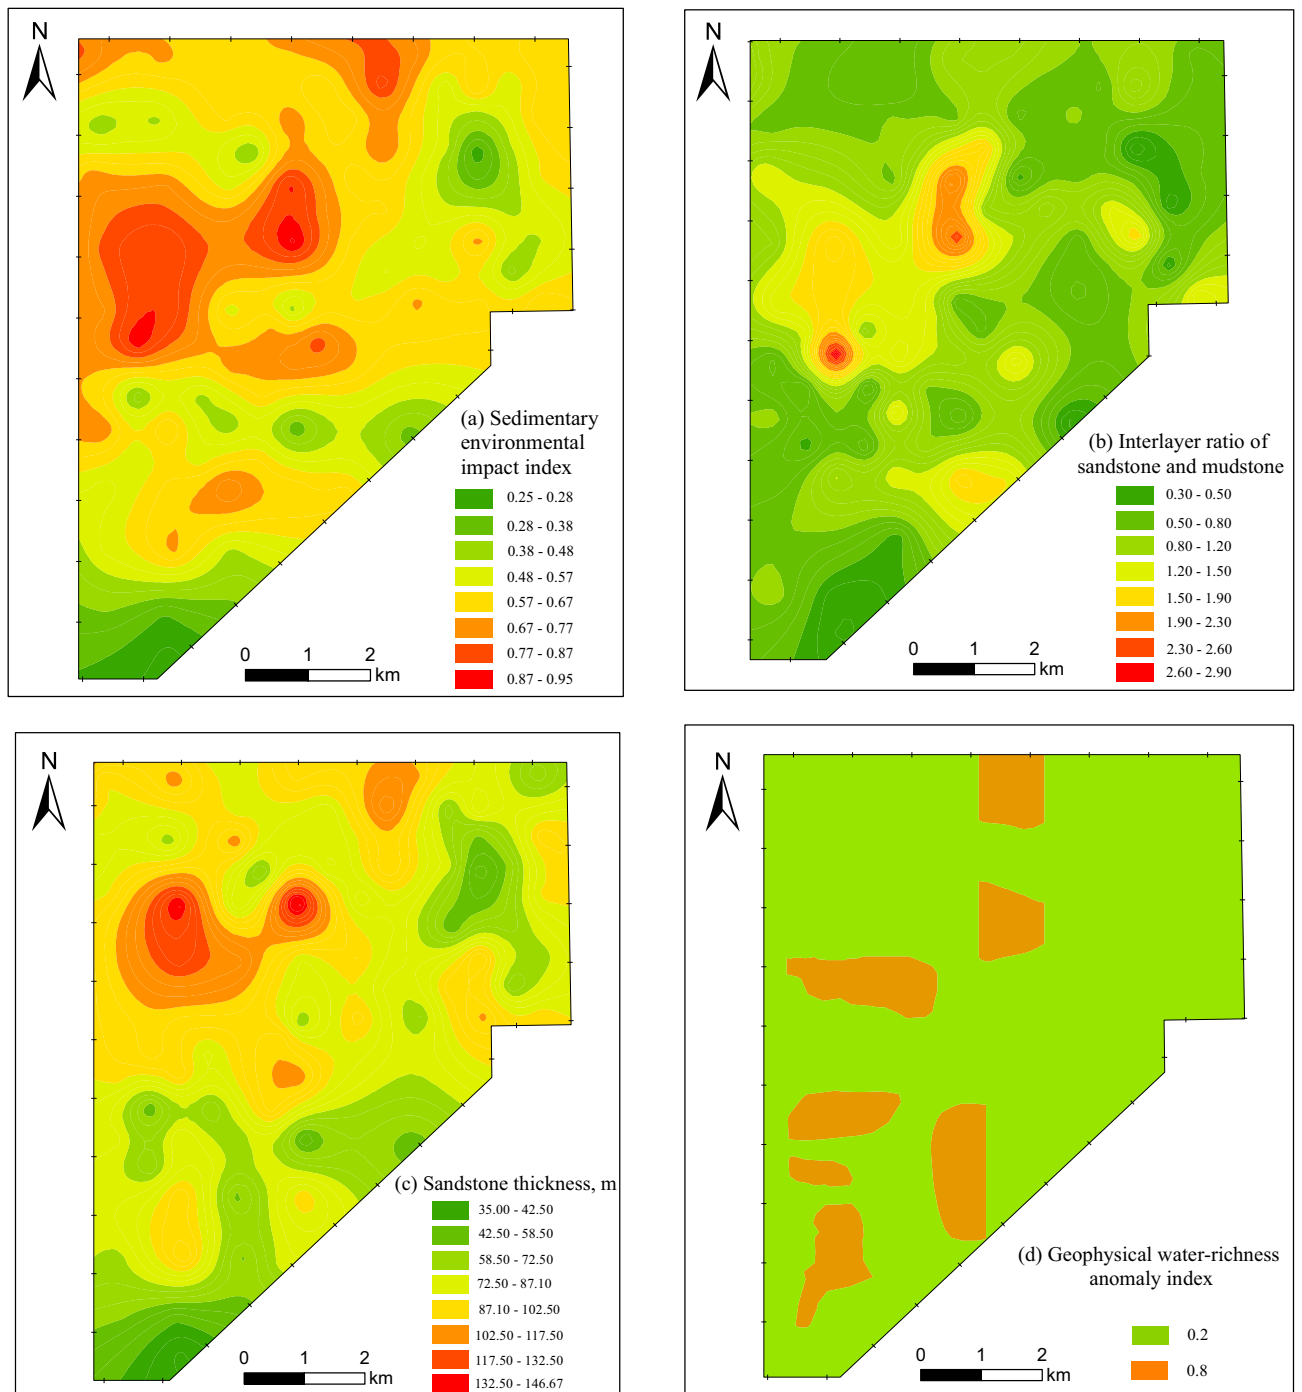 N
(a) Sedimentary
environmental
impact index
0.25 - 0.28
0.28 - 0.38
0.38 - 0.48
0.48 - 0.57
0.57 - 0.67
0.67 - 0.77
0.77 - 0.87
0.87 - 0.95
0 1 2
km
N
(b) Interlayer ratio of
sandstone and mudstone
0.30 - 0.50
0.50 - 0.80
0.80 - 1.20
1.20 - 1.50
1.50 - 1.90
1.90 - 2.30
2.30 - 2.60
2.60 - 2.90
0 1 2
km
N
(c) Sandstone thickness, m
35.00 - 42.50
42.50 - 58.50
58.50 - 72.50
72.50 - 87.10
87.10 - 102.50
102.50 - 117.50
117.50 - 132.50
132.50 - 146.67
0 1 2
km
N
(d) Geophysical water-richness
anomaly index
0.2
0.8
0 1 2
km